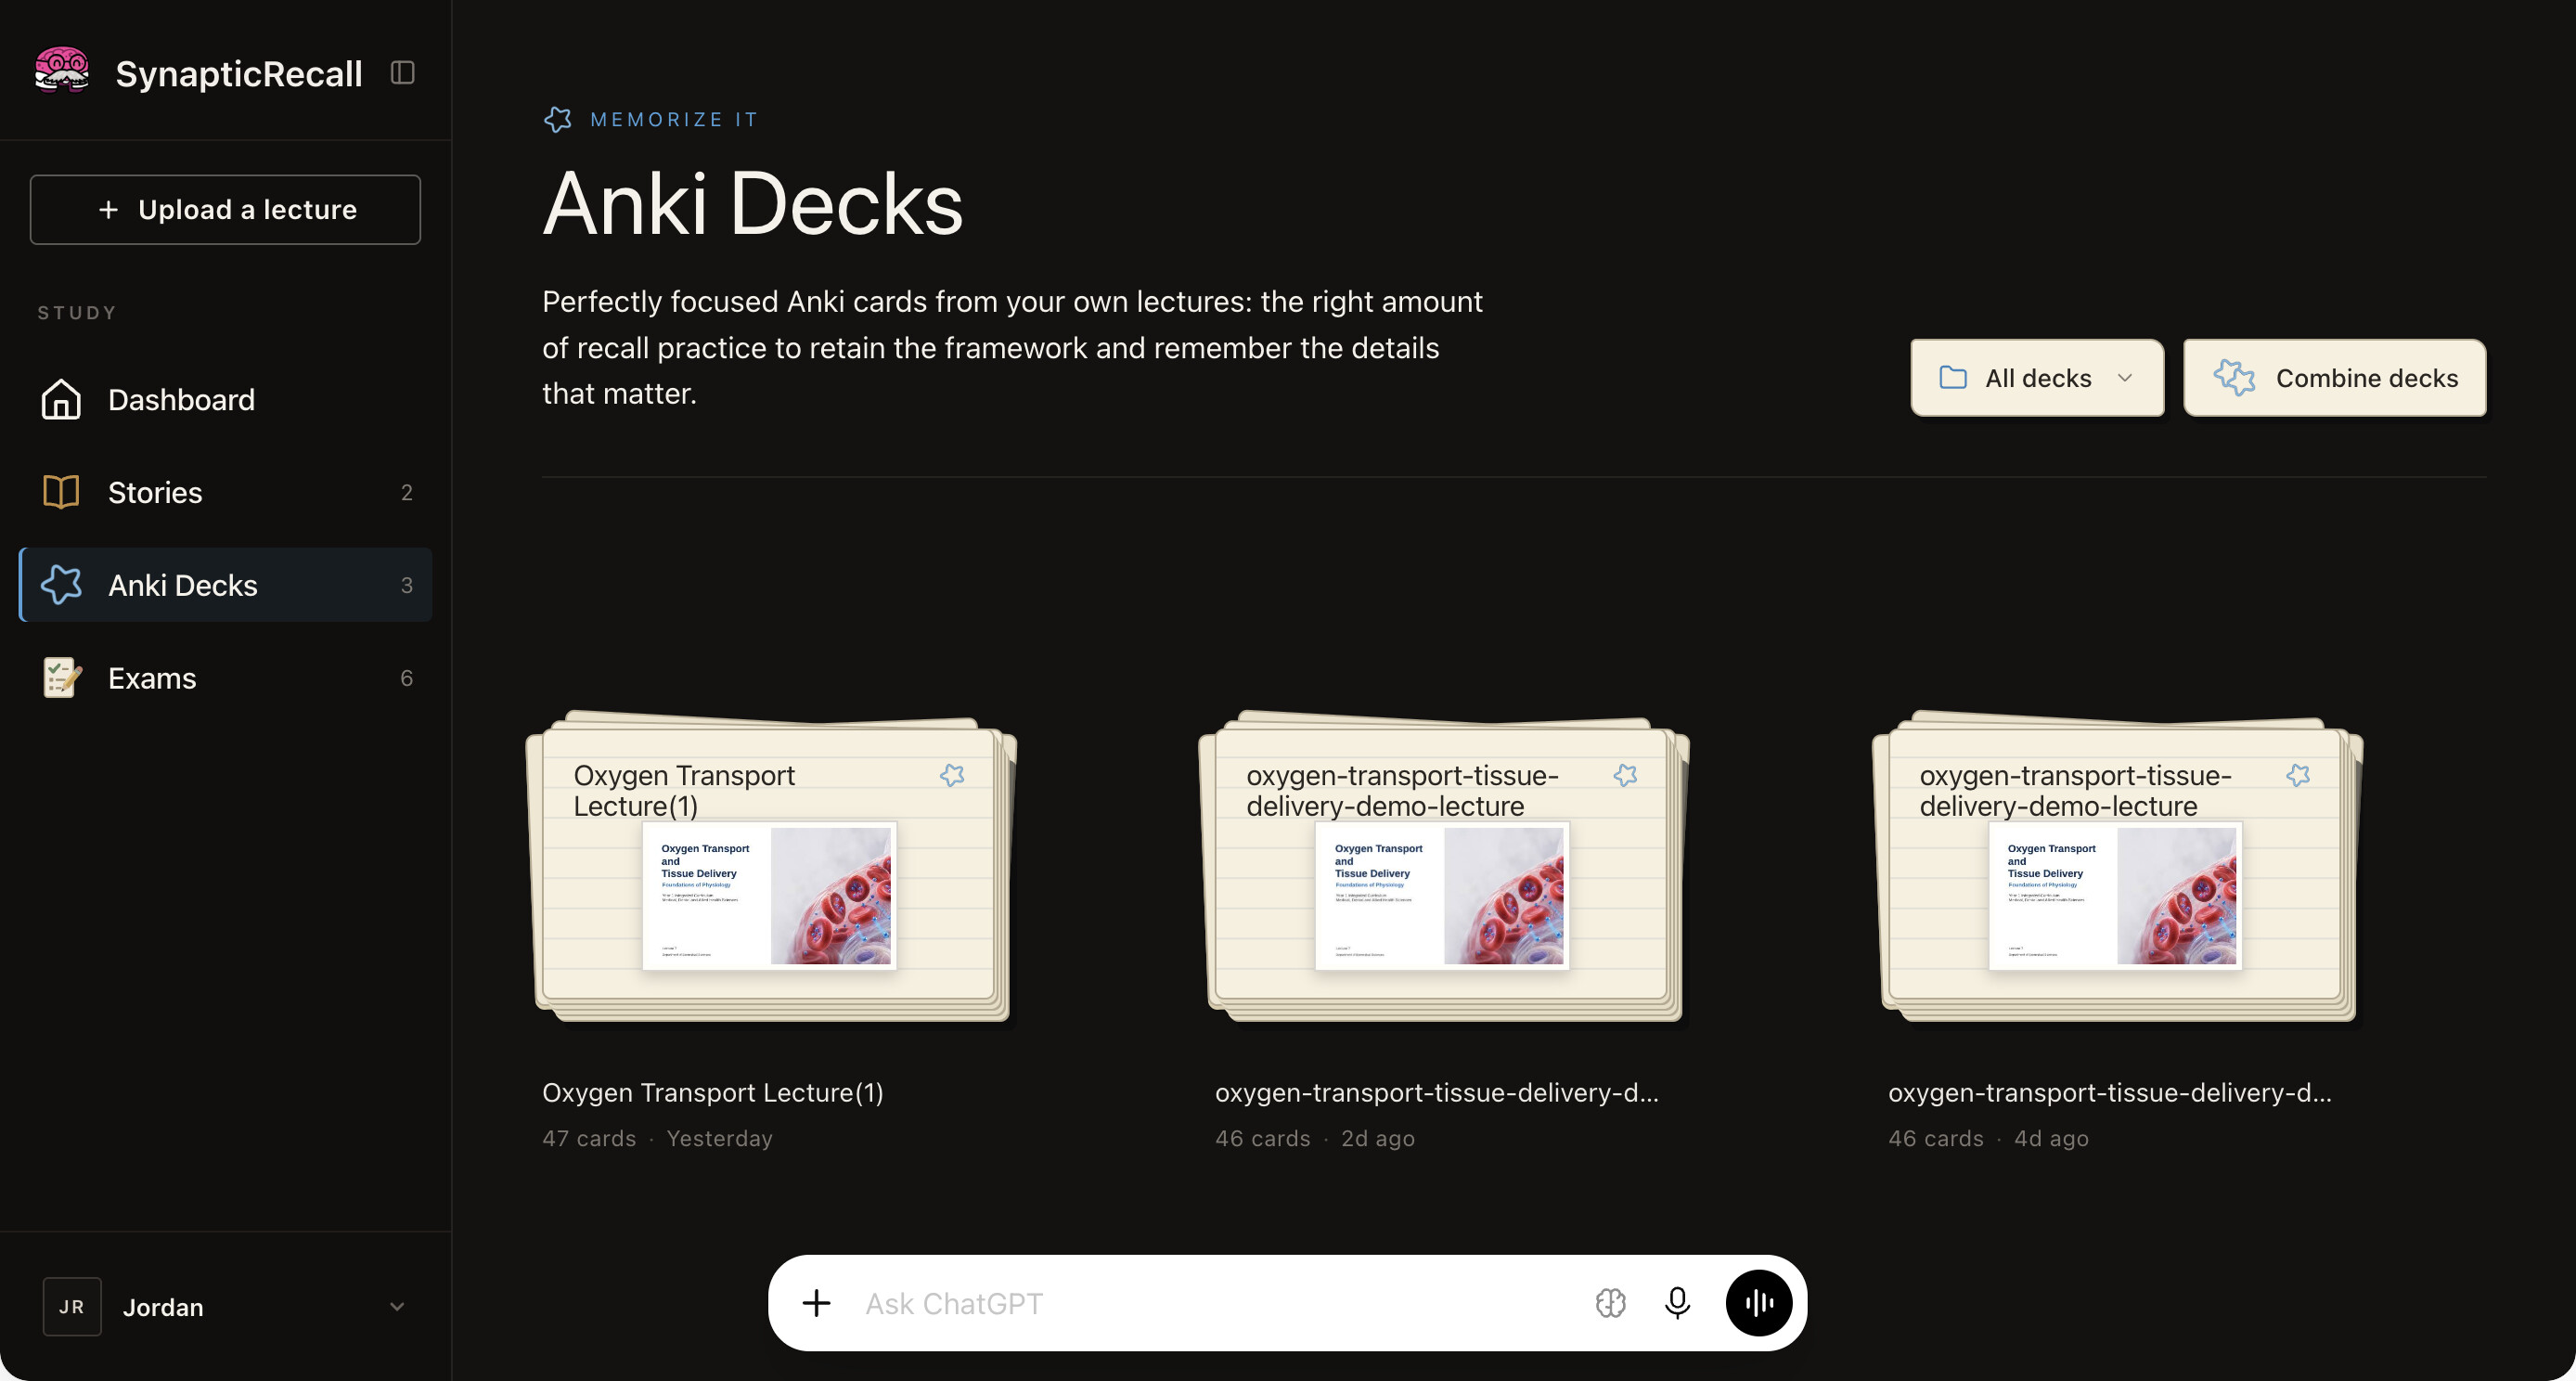 SynapticRecall
+ Upload a lecture
STUDY
Dashboard
Stories 2
Anki Decks 3
Exams 6
JR Jordan
MEMORIZE IT
Anki Decks
Perfectly focused Anki cards from your own lectures: the right amount
of recall practice to retain the framework and remember the details
that matter.
All decks
Combine decks
Oxygen Transport
Lecture(1)
Oxygen Transport
and
Tissue Delivery
Foundations of Physiology
Oxygen Transport Lecture(1)
47 cards · Yesterday
oxygen-transport-tissue-
delivery-demo-lecture
Oxygen Transport
and
Tissue Delivery
Foundations of Physiology
oxygen-transport-tissue-delivery-d...
46 cards · 2d ago
oxygen-transport-tissue-
delivery-demo-lecture
Oxygen Transport
and
Tissue Delivery
Foundations of Physiology
oxygen-transport-tissue-delivery-d...
46 cards · 4d ago
Ask ChatGPT